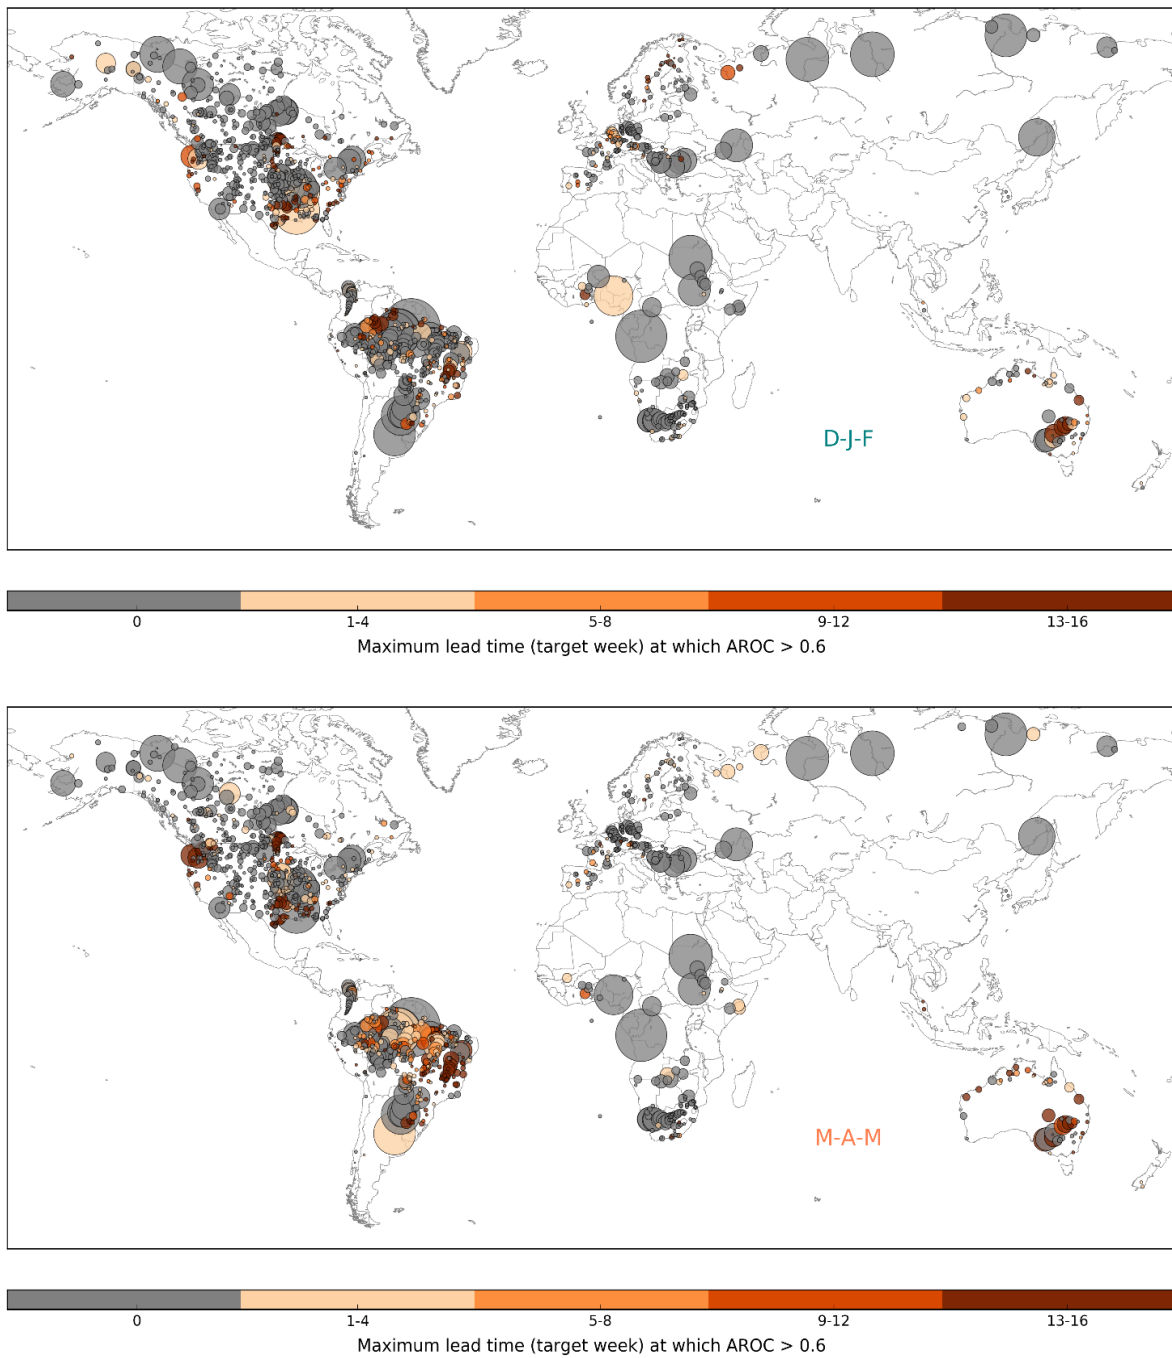 D-J-F
0 1-4 5-8 9-12 13-16
Maximum lead time (target week) at which AROC > 0.6
M-A-M
0 1-4 5-8 9-12 13-16
Maximum lead time (target week) at which AROC > 0.6